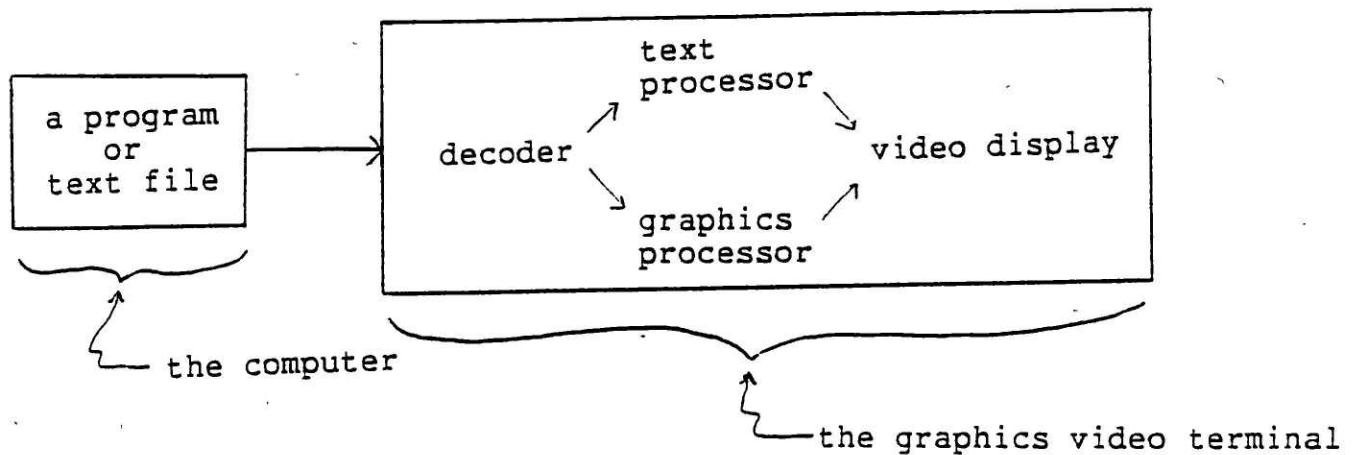 a program
or
text file
decoder
text
processor
graphics
processor
video display
the computer
the graphics video terminal